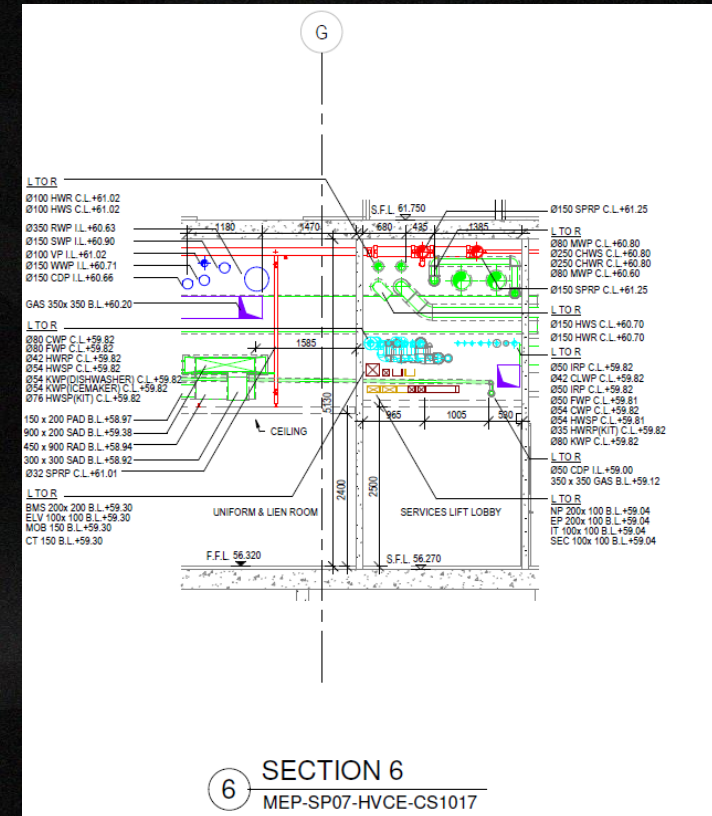 G
L TO R
Ø100 HWR C.L.+61.02
Ø100 HWS C.L.+61.02
Ø350 RWP I.L.+60.63
Ø150 SWP I.L.+60.90
Ø100 VP I.L.+61.02
Ø150 WWP I.L.+60.71
Ø150 CDP I.L.+60.66
GAS 350x 350 B.L.+60.20
L TO R
Ø80 CWP C.L.+59.82
Ø80 FWP C.L.+59.82
Ø42 HWRP C.L.+59.82
Ø54 HWSP C.L.+59.82
Ø54 KWP(DISHWASHER) C.L.+59.82
Ø54 KWP(ICEMAKER) C.L.+59.82
Ø76 HWSP(KIT) C.L.+59.82
150 x 200 PAD B.L.+58.97
900 x 200 SAD B.L.+59.38
450 x 900 RAD B.L.+58.94
300 x 300 SAD B.L.+58.92
Ø32 SPRP C.L.+61.01
L TO R
BMS 200x 200 B.L.+59.30
ELV 100x 100 B.L.+59.30
MOB 150 B.L.+59.30
CT 150 B.L.+59.30
S.F.L 61.750
1180
1470
680
435
1385
1585
5130
CEILING
965
1005
530
2400
2500
UNIFORM & LIEN ROOM
SERVICES LIFT LOBBY
F.F.L 56.320
S.F.L 56.270
Ø150 SPRP C.L.+61.25
L TO R
Ø80 MWP C.L.+60.80
Ø250 CHWS C.L.+60.80
Ø250 CHWR C.L.+60.80
Ø80 MWP C.L.+60.60
Ø150 SPRP C.L.+61.25
L TO R
Ø150 HWS C.L.+60.70
Ø150 HWR C.L.+60.70
L TO R
Ø50 IRP C.L.+59.82
Ø42 CLWP C.L.+59.82
Ø50 IRP C.L.+59.82
Ø50 FWP C.L.+59.81
Ø54 CWP C.L.+59.82
Ø54 HWSP C.L.+59.81
Ø35 HWRP(KIT) C.L.+59.82
Ø80 KWP C.L.+59.82
L TO R
Ø50 CDP I.L.+59.00
350 x 350 GAS B.L.+59.12
L TO R
NP 200x 100 B.L.+59.04
EP 200x 100 B.L.+59.04
IT 100x 100 B.L.+59.04
SEC 100x 100 B.L.+59.04
6 SECTION 6
MEP-SP07-HVCE-CS1017